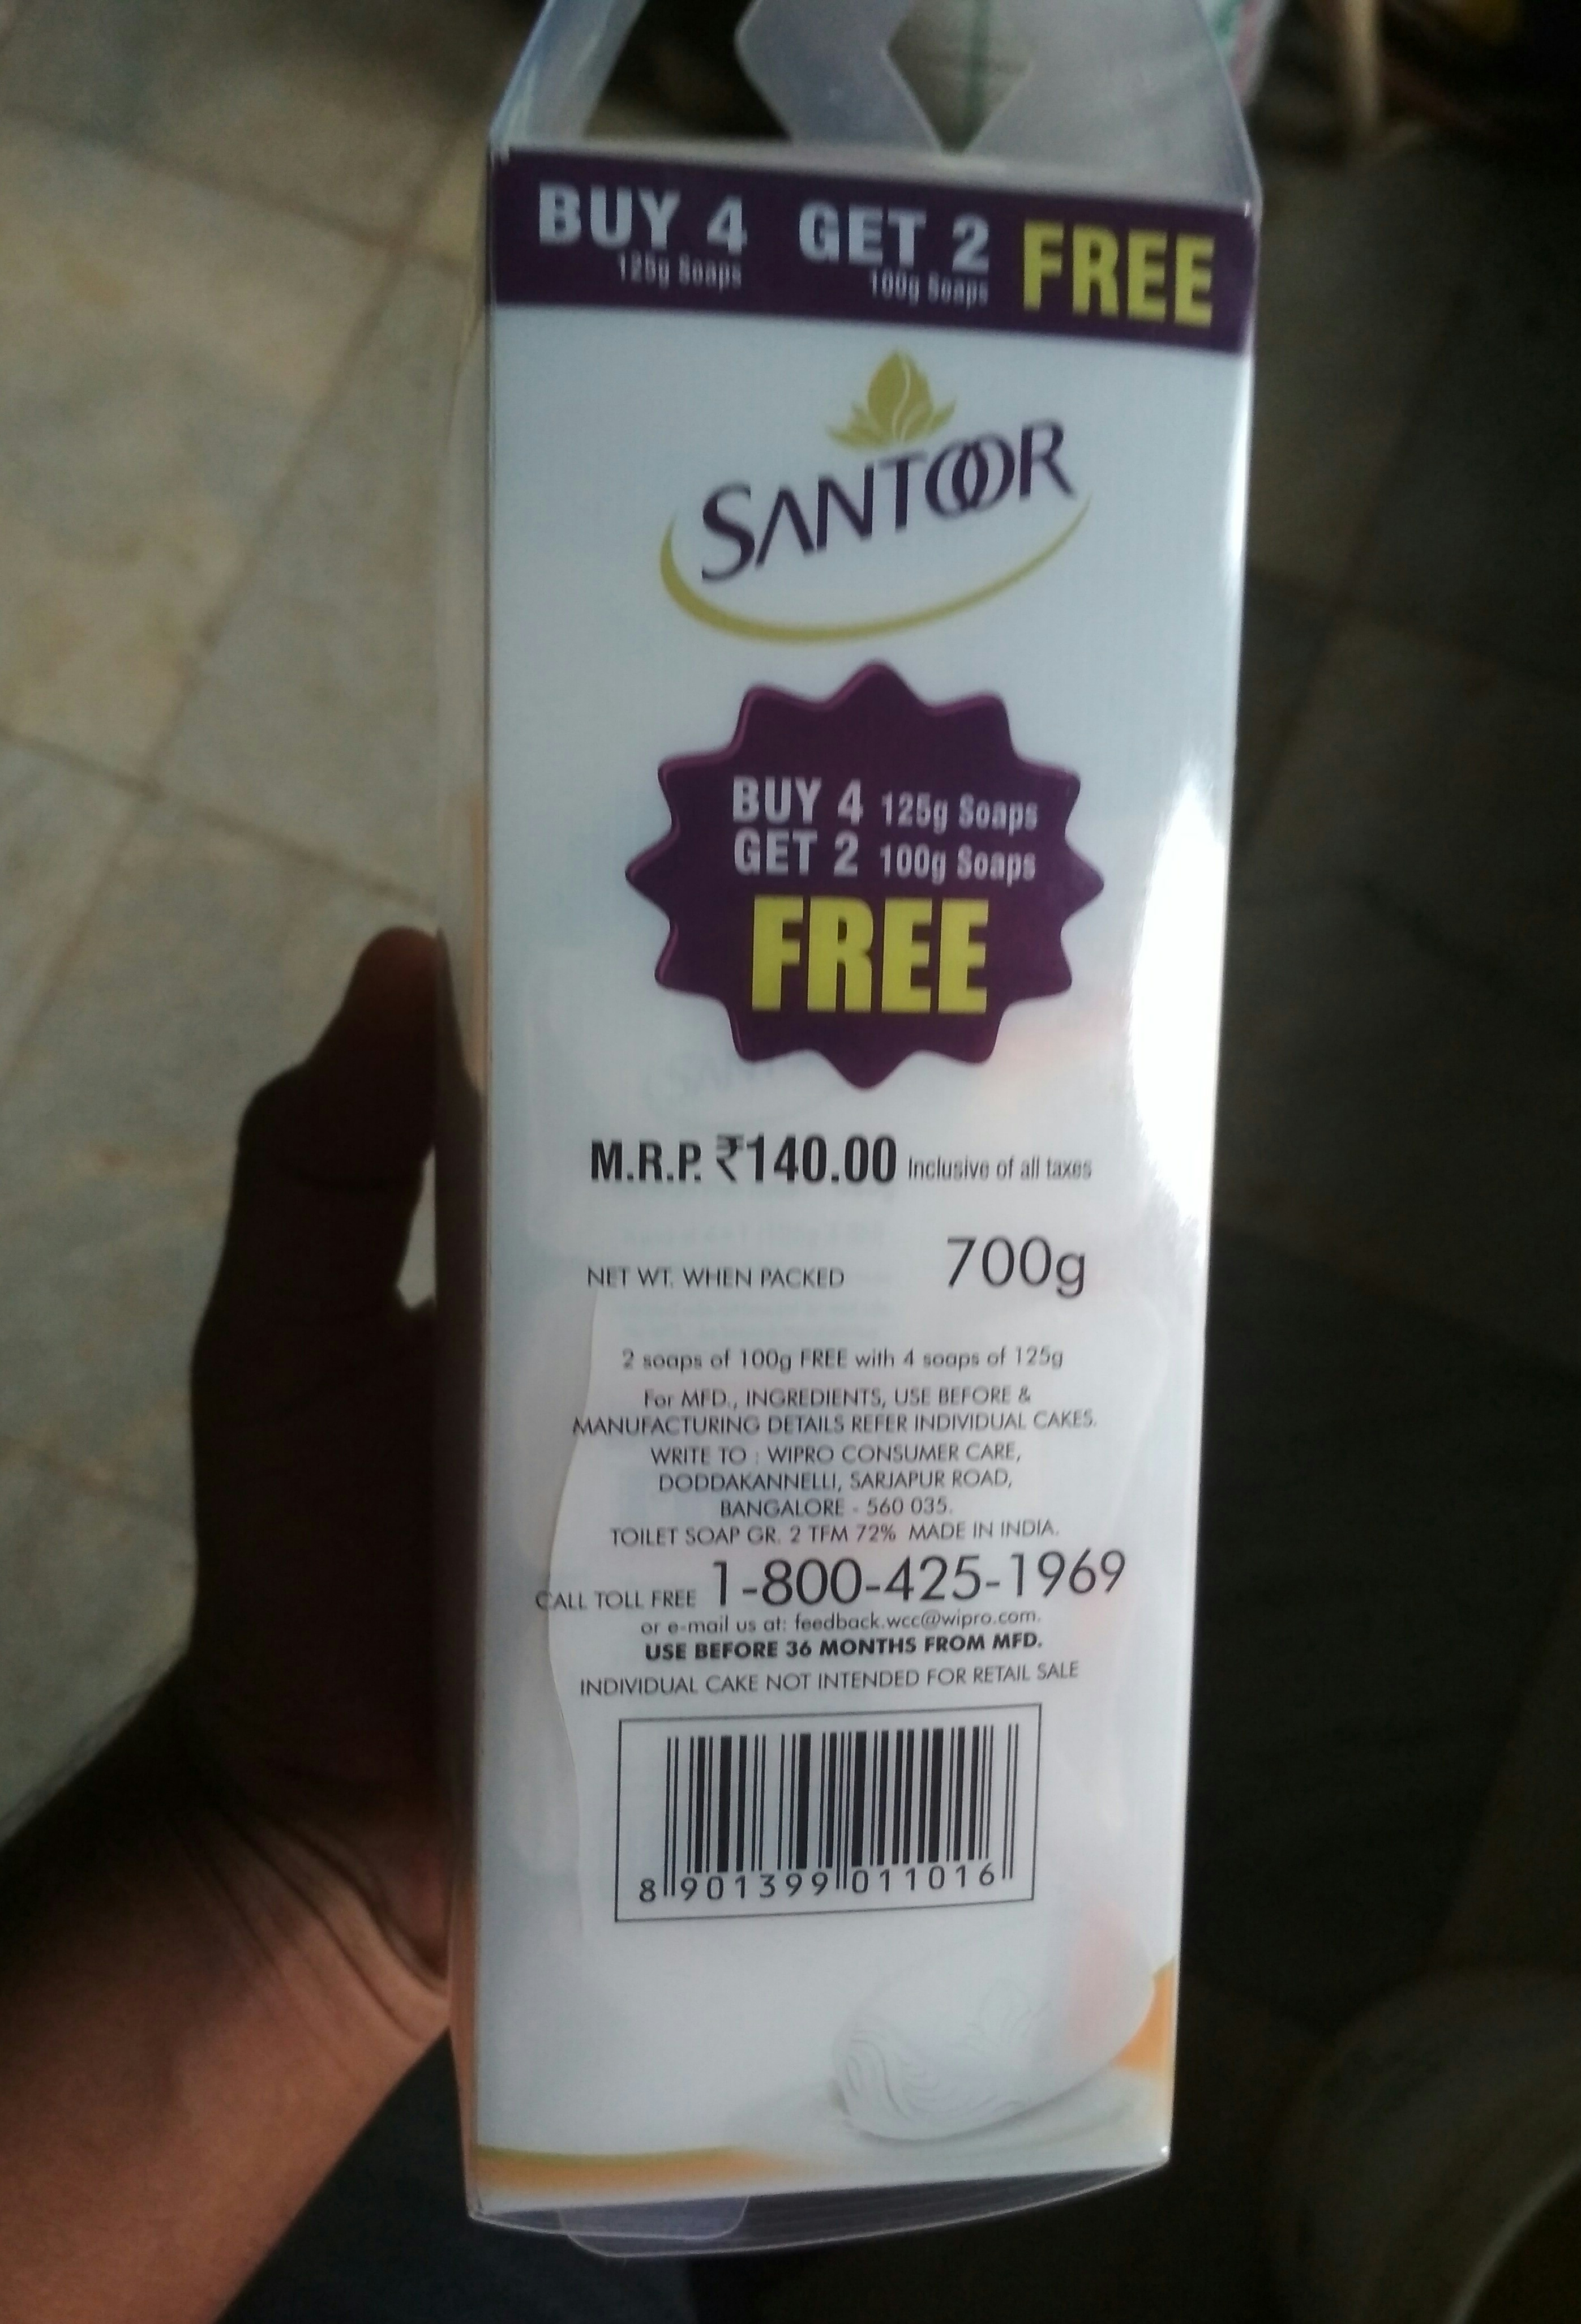 BUY 4 GET 2 FREE
125g Soaps 100g Soaps
SANTOOR
BUY 4 125g Soaps
GET 2 100g Soaps
FREE
M.R.P. ₹140.00 Inclusive of all taxes
NET WT. WHEN PACKED 700g
2 soaps of 100g FREE with 4 soaps of 125g
For MFD., INGREDIENTS, USE BEFORE &
MANUFACTURING DETAILS REFER INDIVIDUAL CAKES.
WRITE TO : WIPRO CONSUMER CARE,
DODDAKANNELLI, SARJAPUR ROAD,
BANGALORE - 560 035.
TOILET SOAP GR. 2 TFM 72% MADE IN INDIA.
CALL TOLL FREE 1-800-425-1969
or e-mail us at: feedback.wcc@wipro.com.
USE BEFORE 36 MONTHS FROM MFD.
INDIVIDUAL CAKE NOT INTENDED FOR RETAIL SALE
8 901399 011016